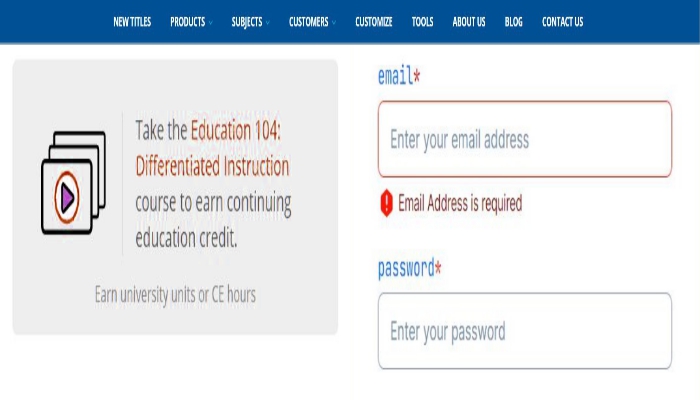 NEW TITLES PRODUCTS SUBJECTS CUSTOMERS CUSTOMIZE TOOLS ABOUT US BLOG CONTACT US
Take the Education 104:
Differentiated Instruction
course to earn continuing
education credit.
Earn university units or CE hours
email*
Enter your email address
Email Address is required
password*
Enter your password